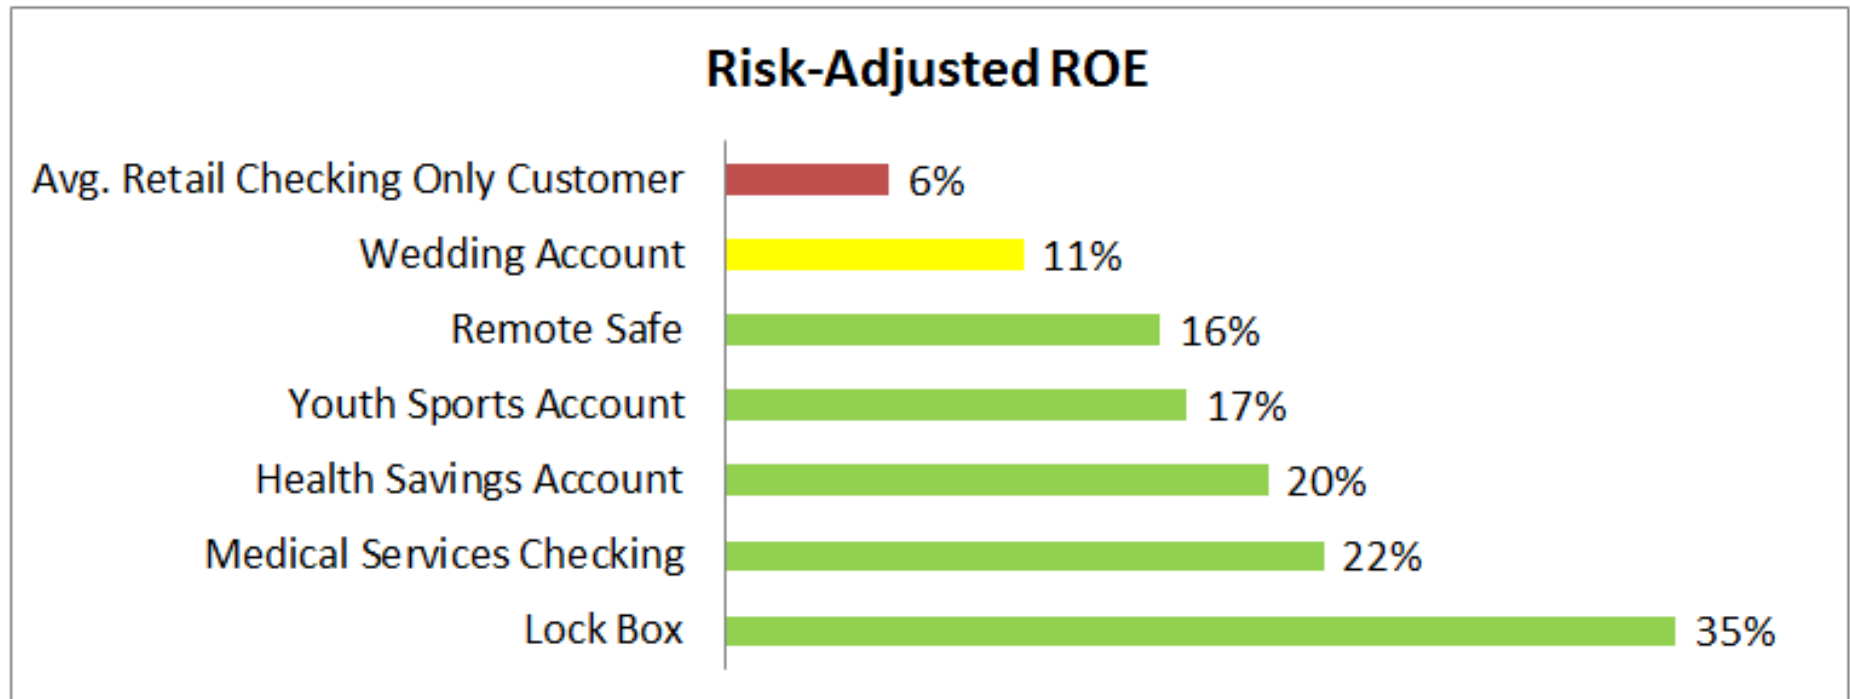 Risk-Adjusted ROE
Avg. Retail Checking Only Customer 6%
Wedding Account 11%
Remote Safe 16%
Youth Sports Account 17%
Health Savings Account 20%
Medical Services Checking 22%
Lock Box 35%